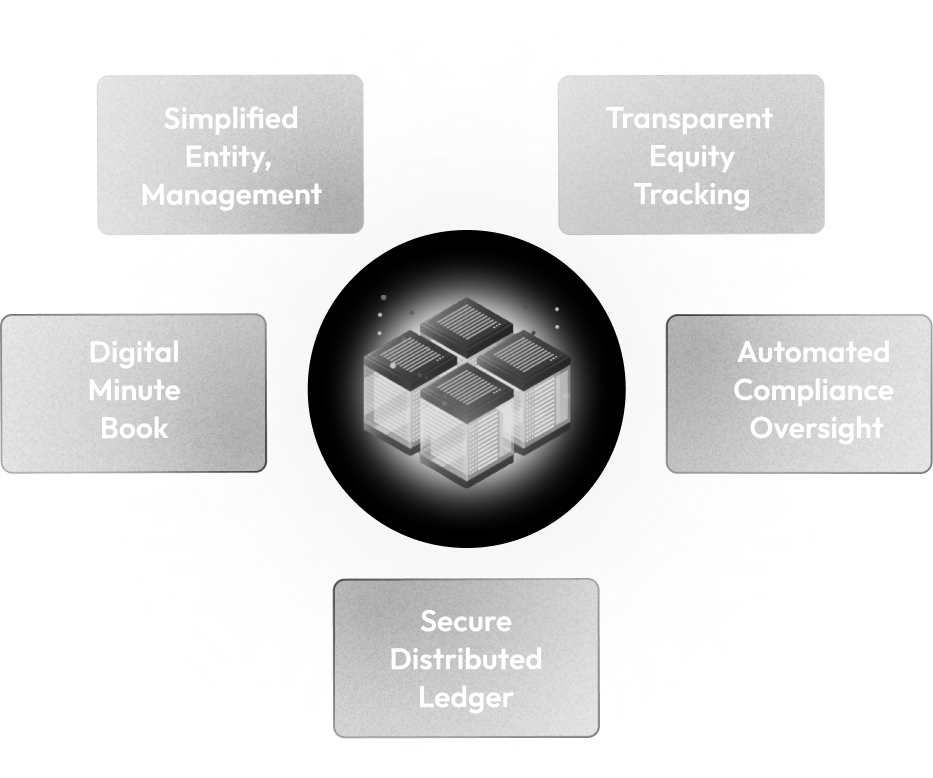 Simplified
Entity,
Management
Transparent
Equity
Tracking
Digital
Minute
Book
Automated
Compliance
Oversight
Secure
Distributed
Ledger